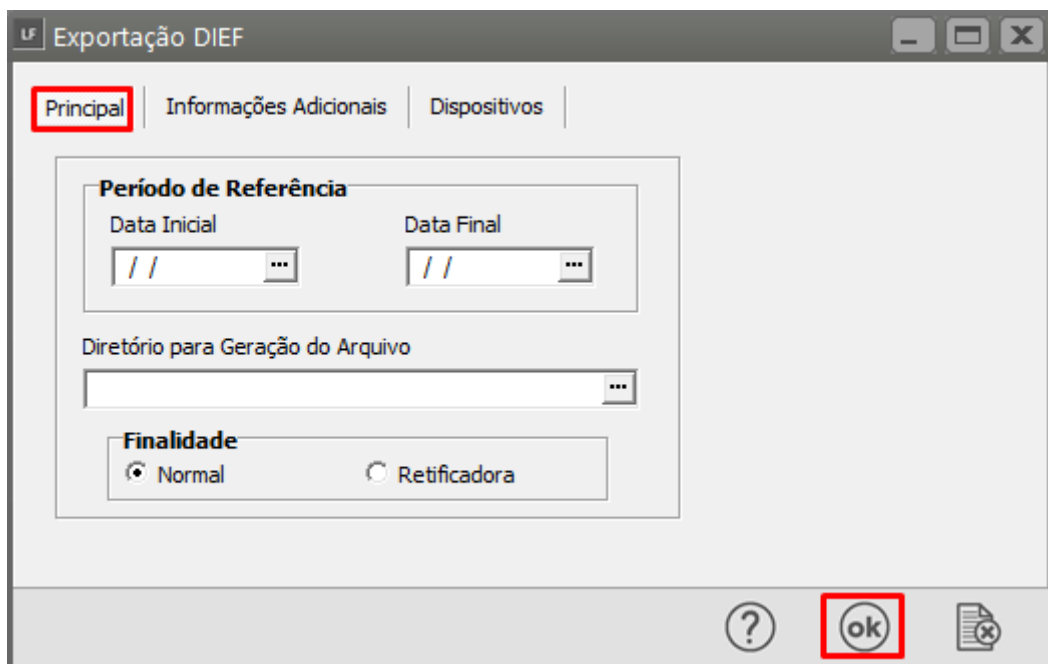 LF Exportação DIEF
Principal Informações Adicionais Dispositivos
Período de Referência
Data Inicial Data Final
/ / ... / / ...
Diretório para Geração do Arquivo
...
Finalidade
Normal Retificadora
? ok